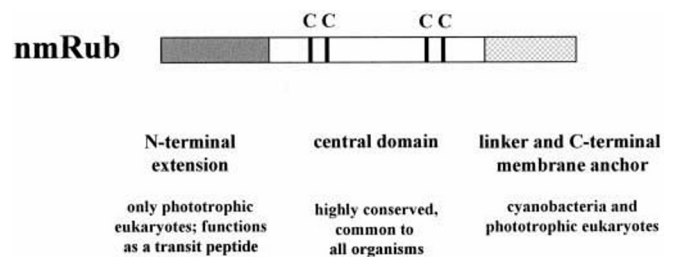 C C
C C
nmRub
N-terminal
extension
central domain
linker and C-terminal
membrane anchor
only phototrophic
eukaryotes; functions
as a transit peptide
highly conserved,
common to
all organisms
cyanobacteria and
phototrophic eukaryotes